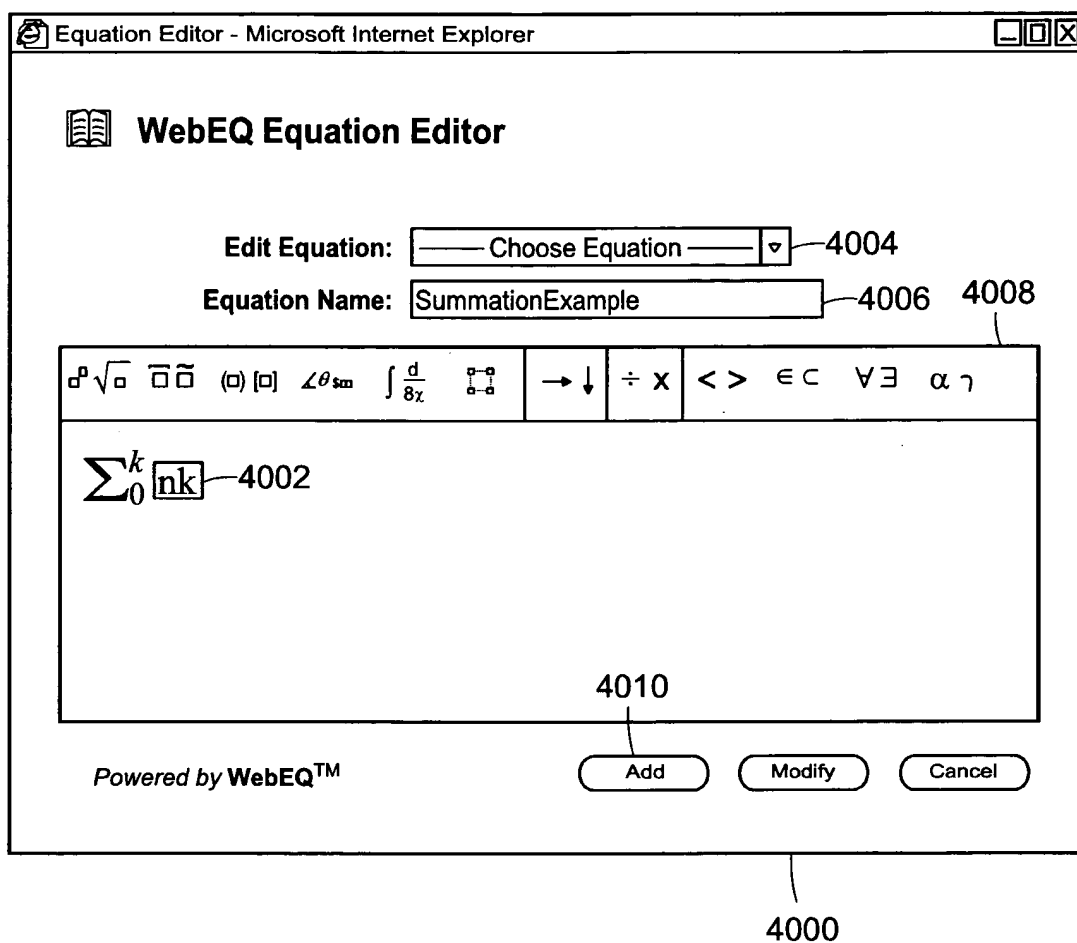 Equation Editor - Microsoft Internet Explorer
WebEQ Equation Editor
Edit Equation: Choose Equation 4004
Equation Name: SummationExample 4006 4008
□^□ √□ □̅ □̃ (□) [□] ∠θ $m ∫ d/8χ → ↓ ÷ x < > ∈ ⊂ ∀ ∃ α ℸ
∑₀ᵏ nk 4002
4010
Powered by WebEQ™ Add Modify Cancel
4000